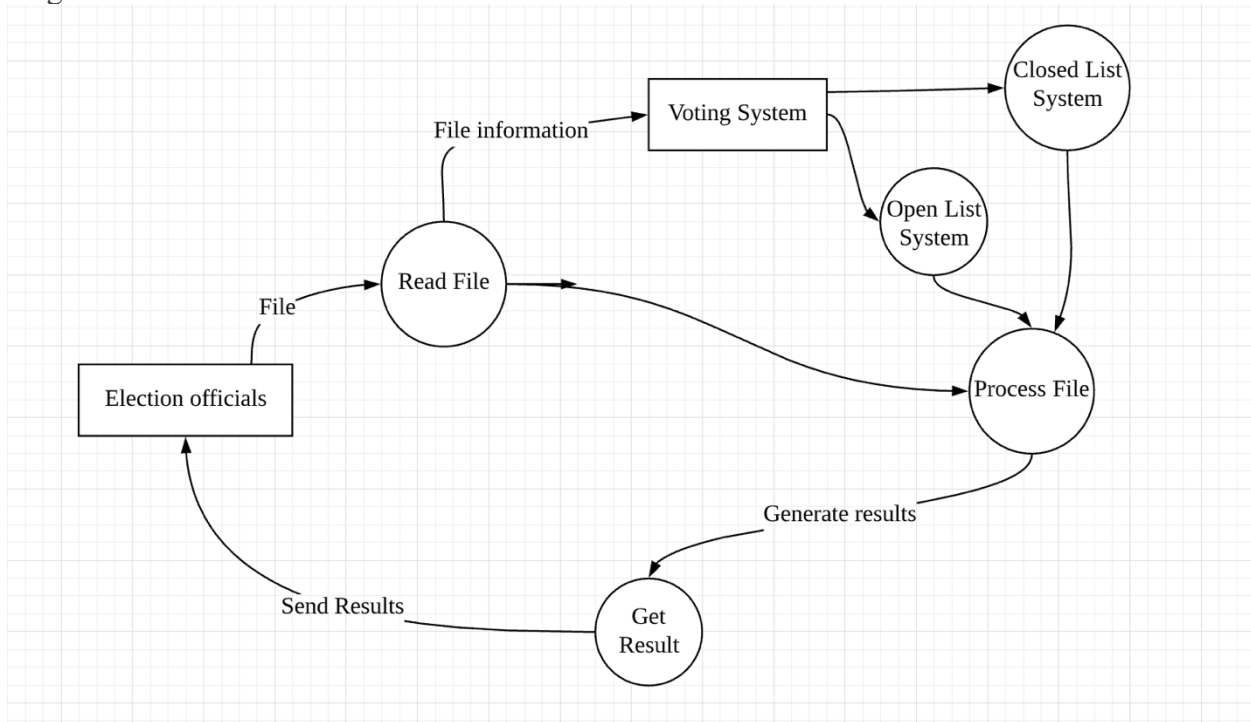 Closed List
System
Voting System
File information
Open List
System
Read File
File
Process File
Election officials
Generate results
Send Results
Get
Result